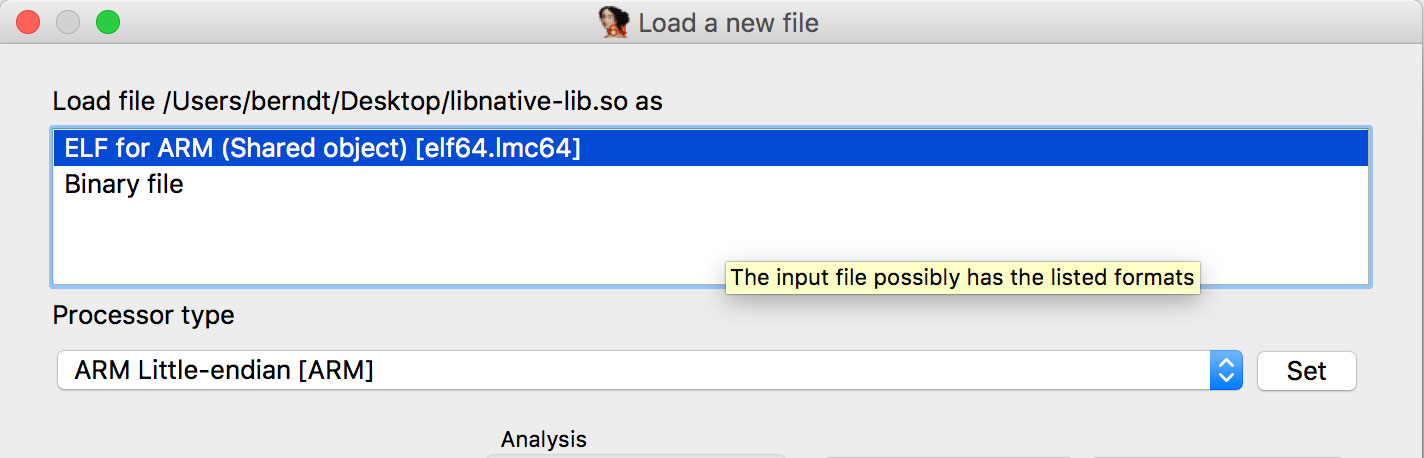 Load a new file
Load file /Users/berndt/Desktop/libnative-lib.so as
ELF for ARM (Shared object) [elf64.lmc64]
Binary file
The input file possibly has the listed formats
Processor type
ARM Little-endian [ARM]
Set
Analysis